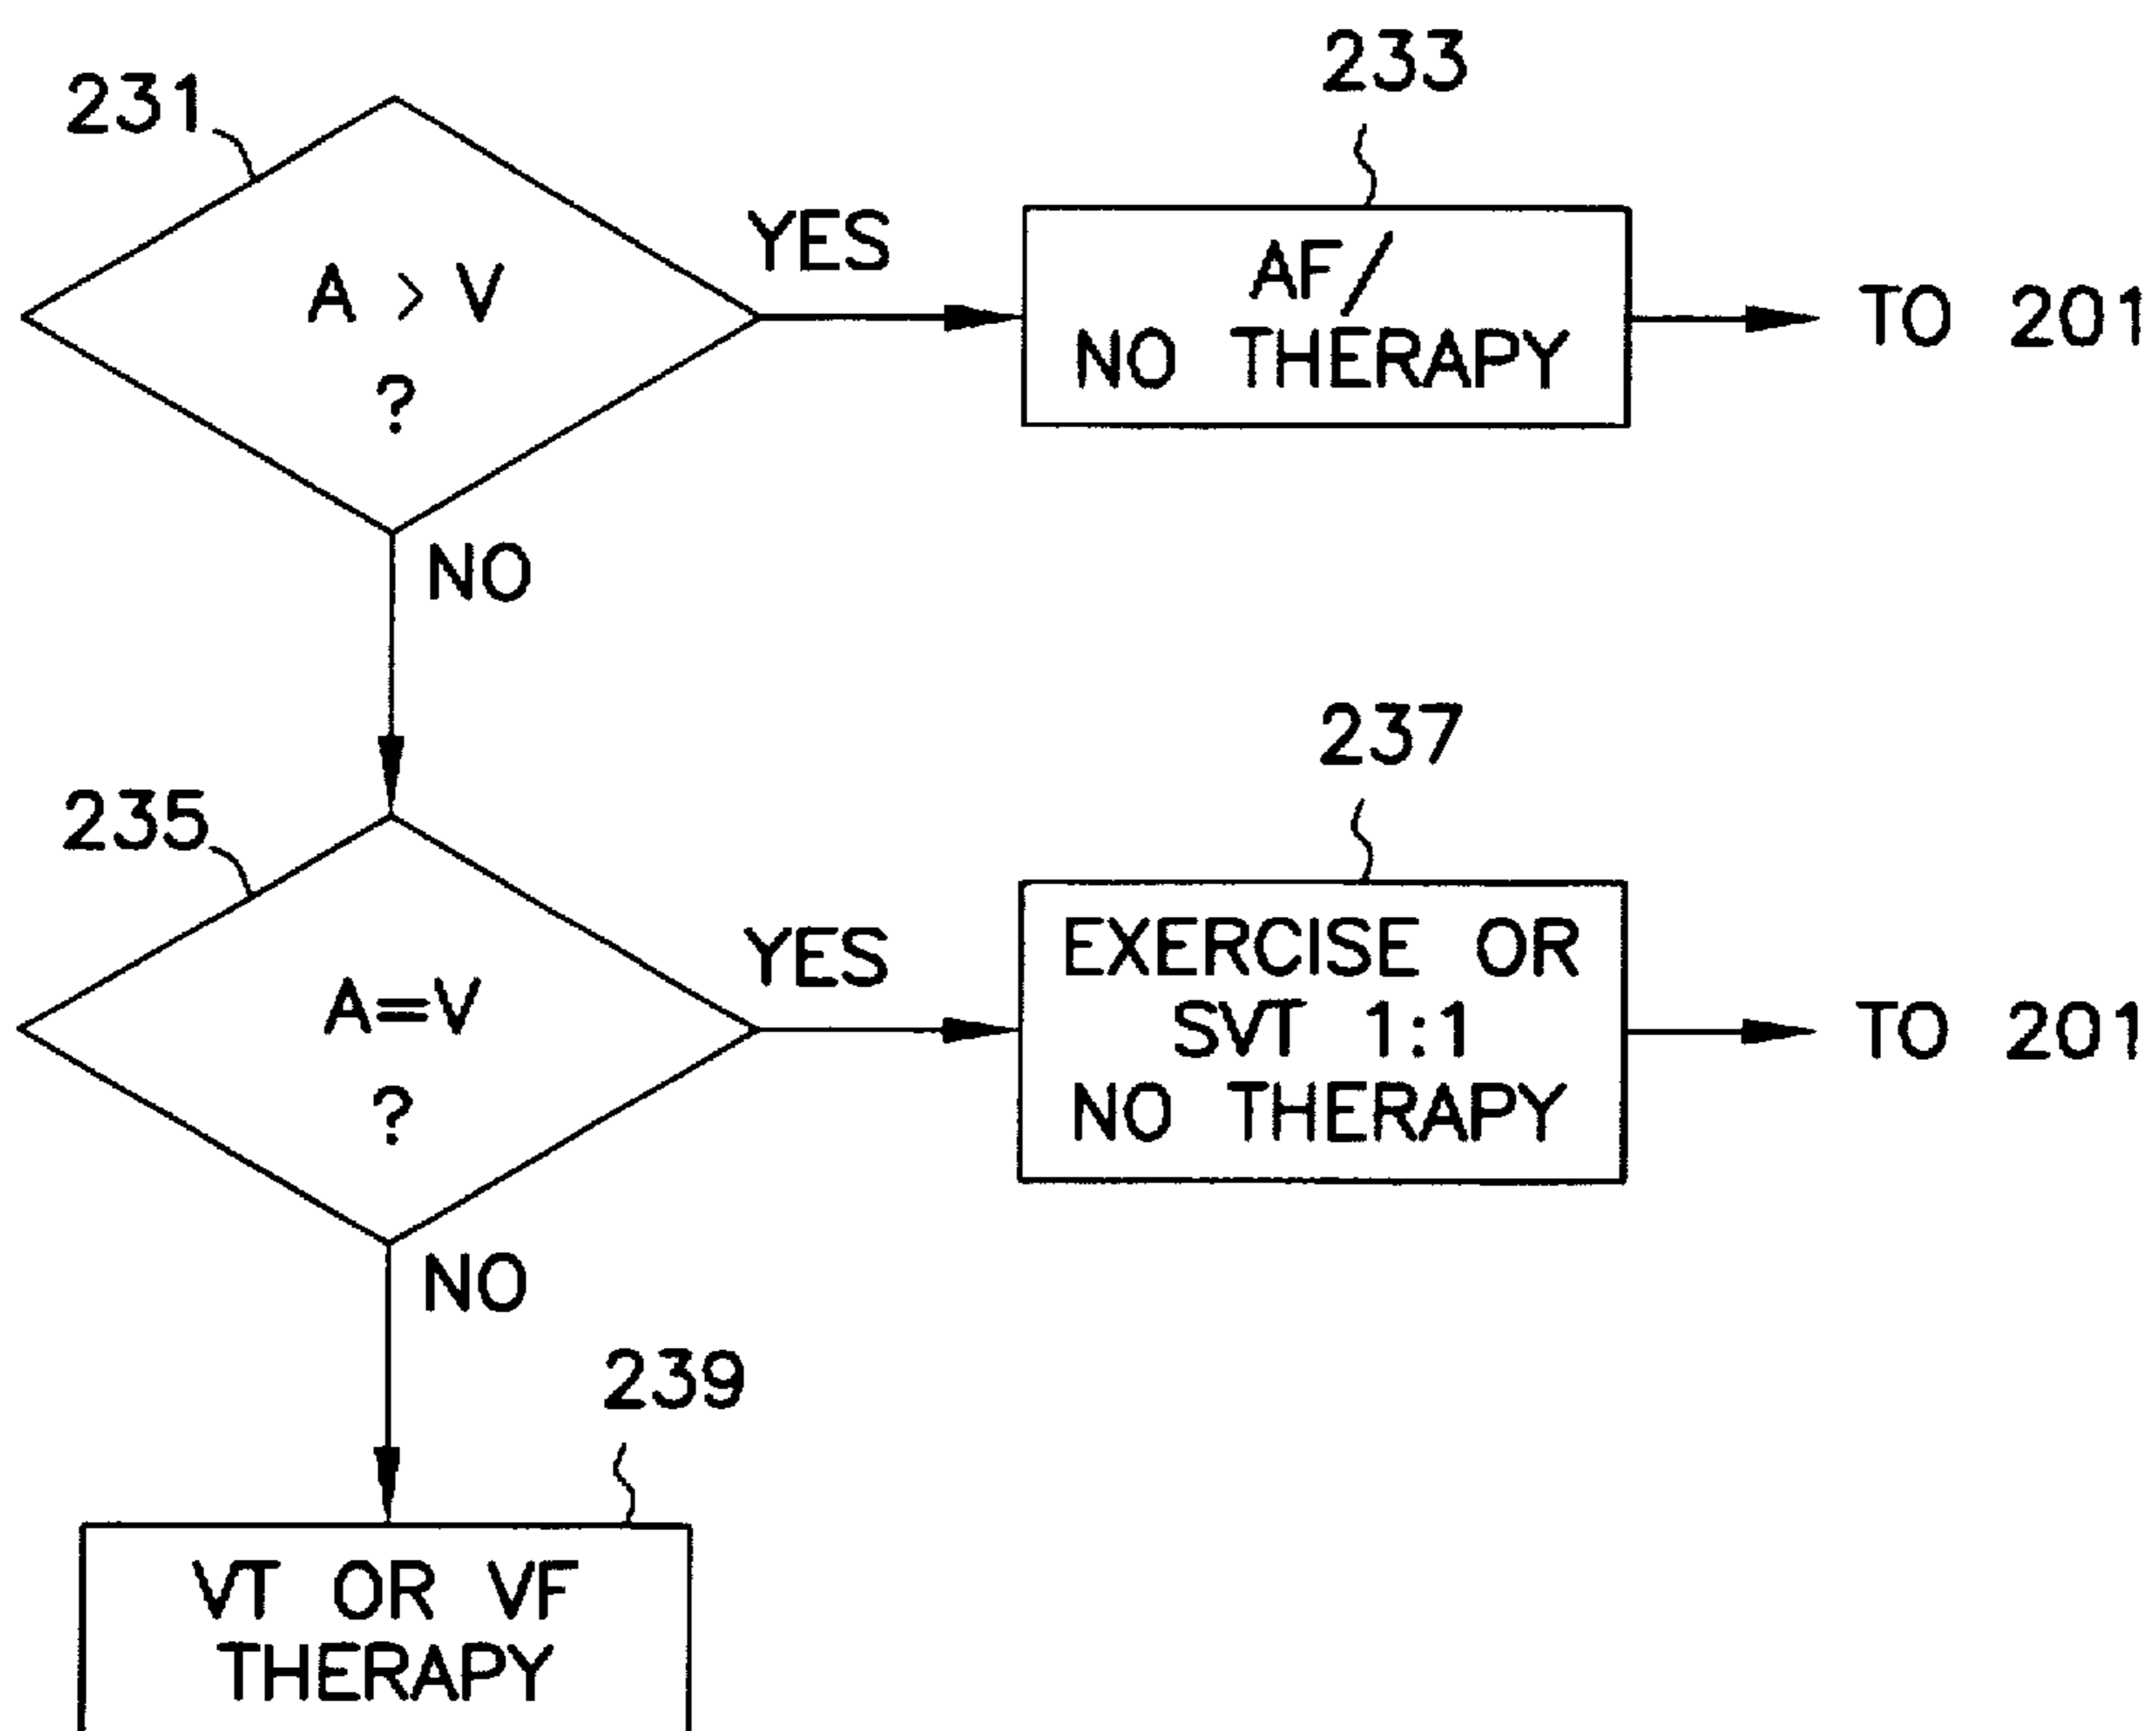 231
A > V
?
YES
233
AF/
NO THERAPY
TO 201
NO
235
A=V
?
YES
237
EXERCISE OR
SVT 1:1
NO THERAPY
TO 201
NO
239
VT OR VF
THERAPY